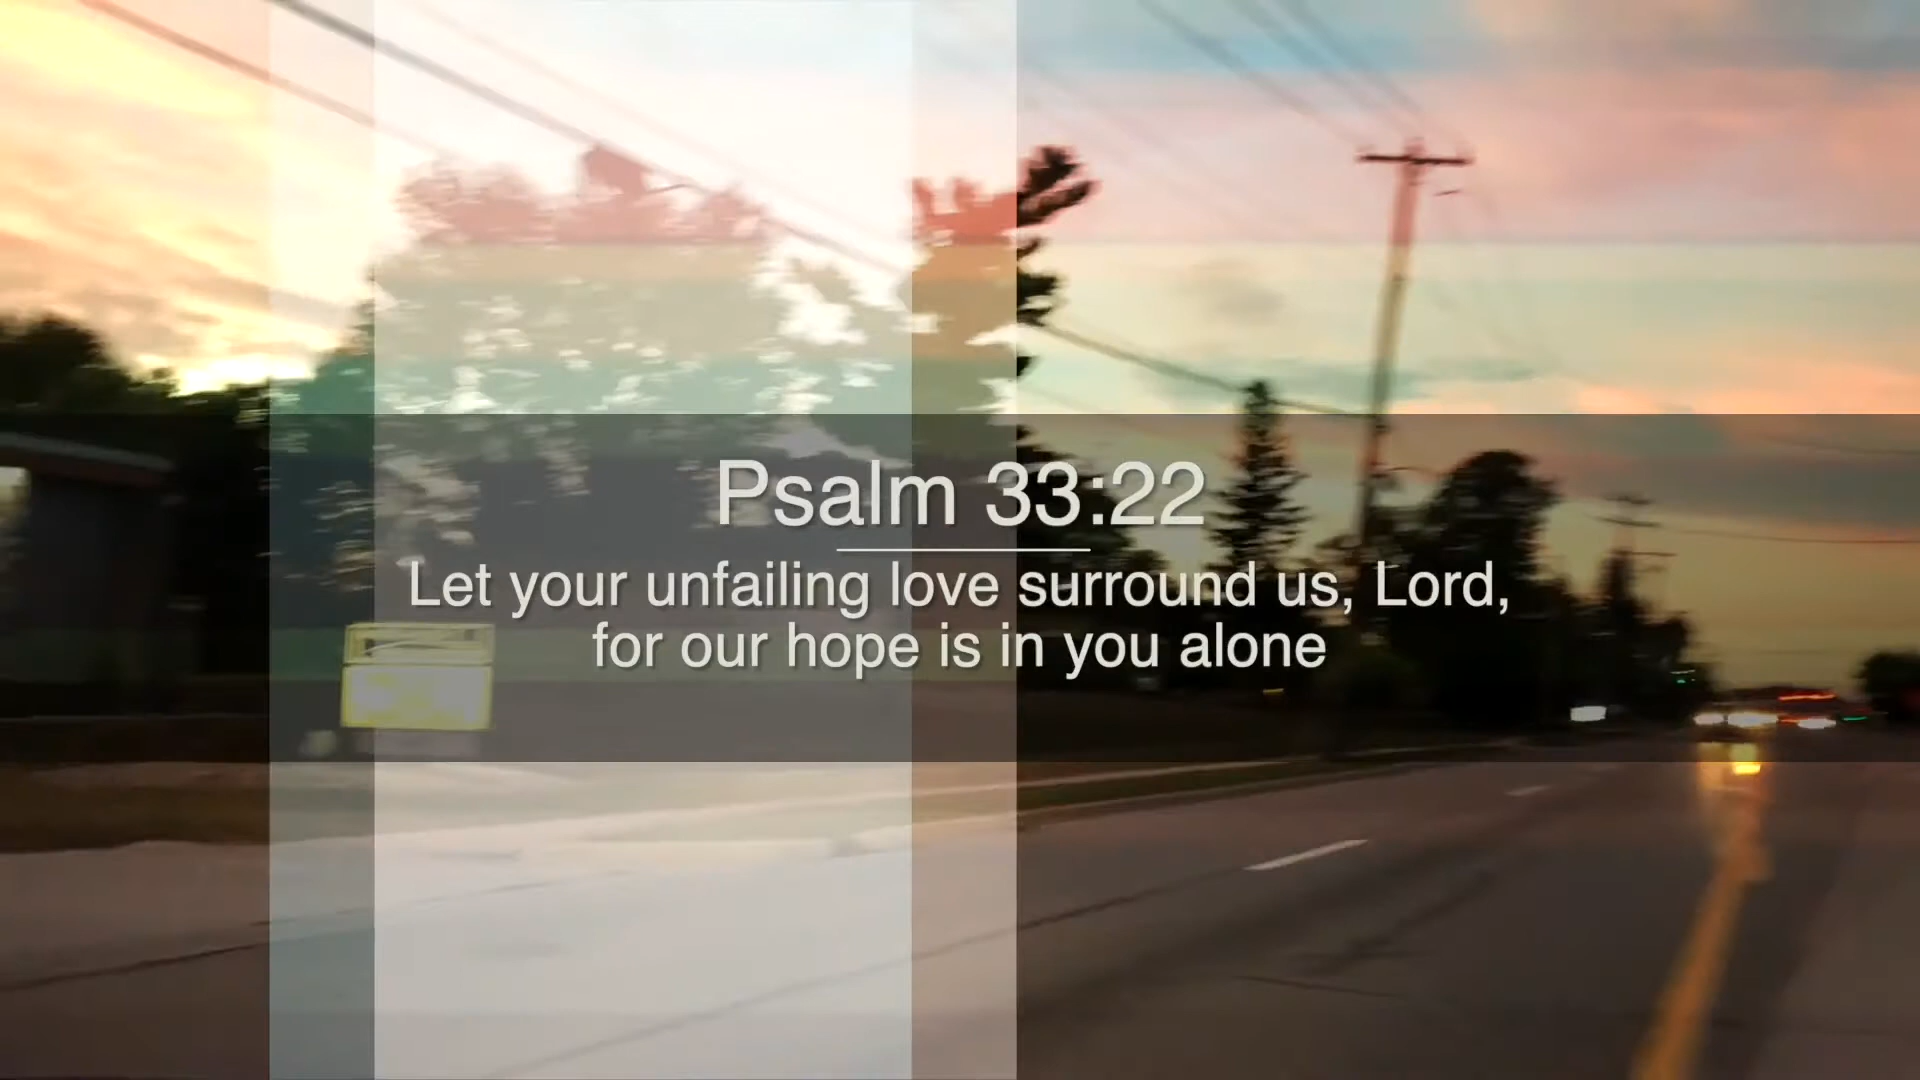 Psalm 33:22
Let your unfailing love surround us, Lord,
for our hope is in you alone